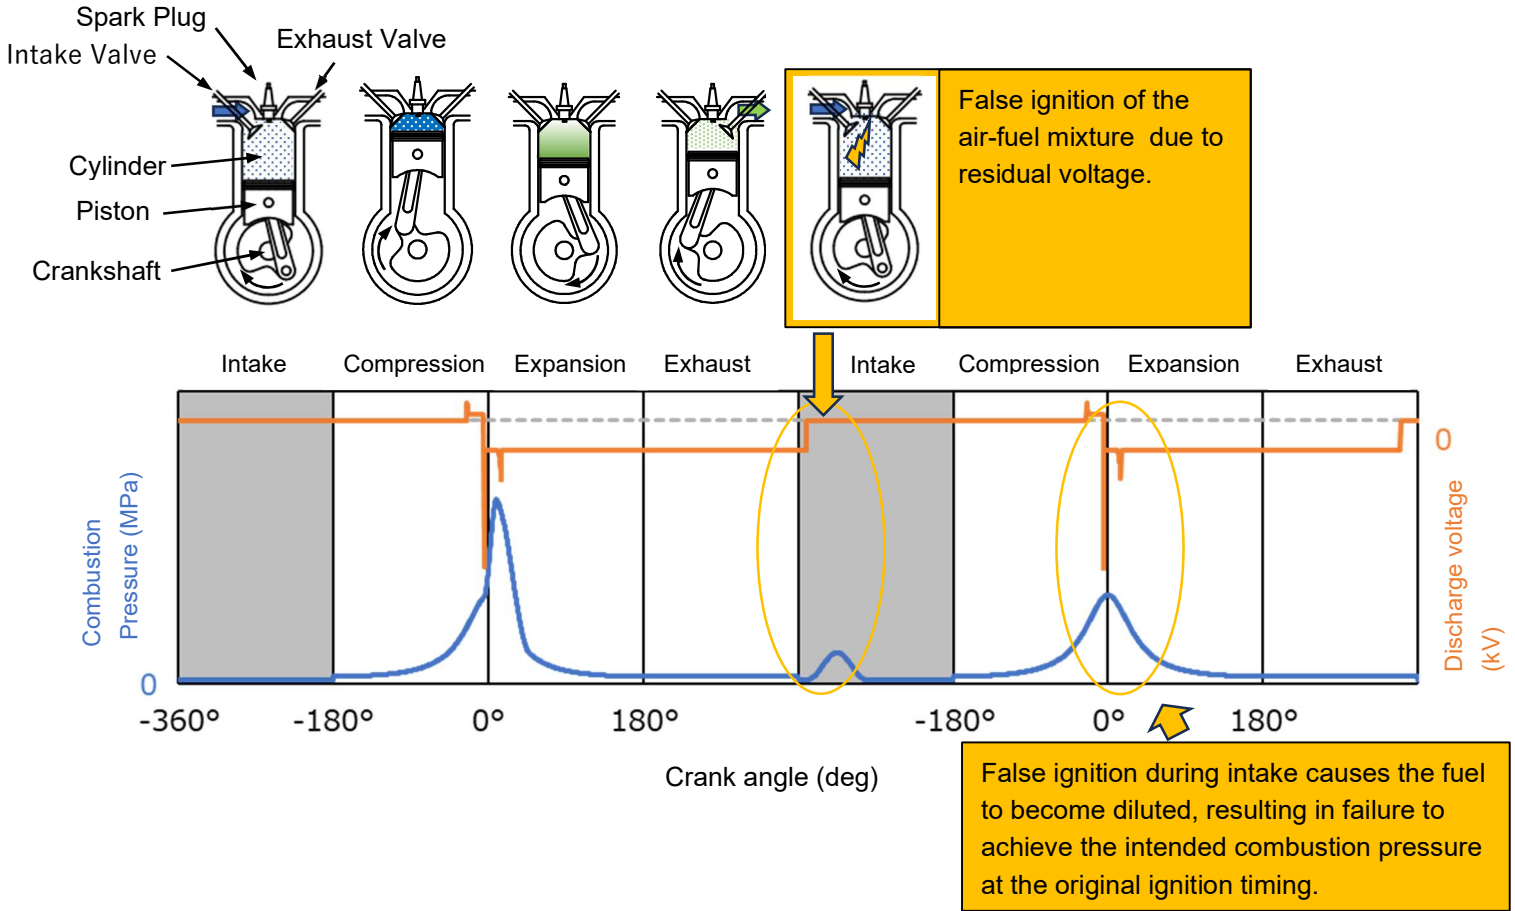 Spark Plug
Intake Valve
Exhaust Valve
Cylinder
Piston
Crankshaft
False ignition of the
air-fuel mixture due to
residual voltage.
Intake
Compression
Expansion
Exhaust
Intake
Compression
Expansion
Exhaust
Combustion
Pressure (MPa)
0
0
Discharge voltage
(kV)
-360°
-180°
0°
180°
-180°
0°
180°
Crank angle (deg)
False ignition during intake causes the fuel
to become diluted, resulting in failure to
achieve the intended combustion pressure
at the original ignition timing.